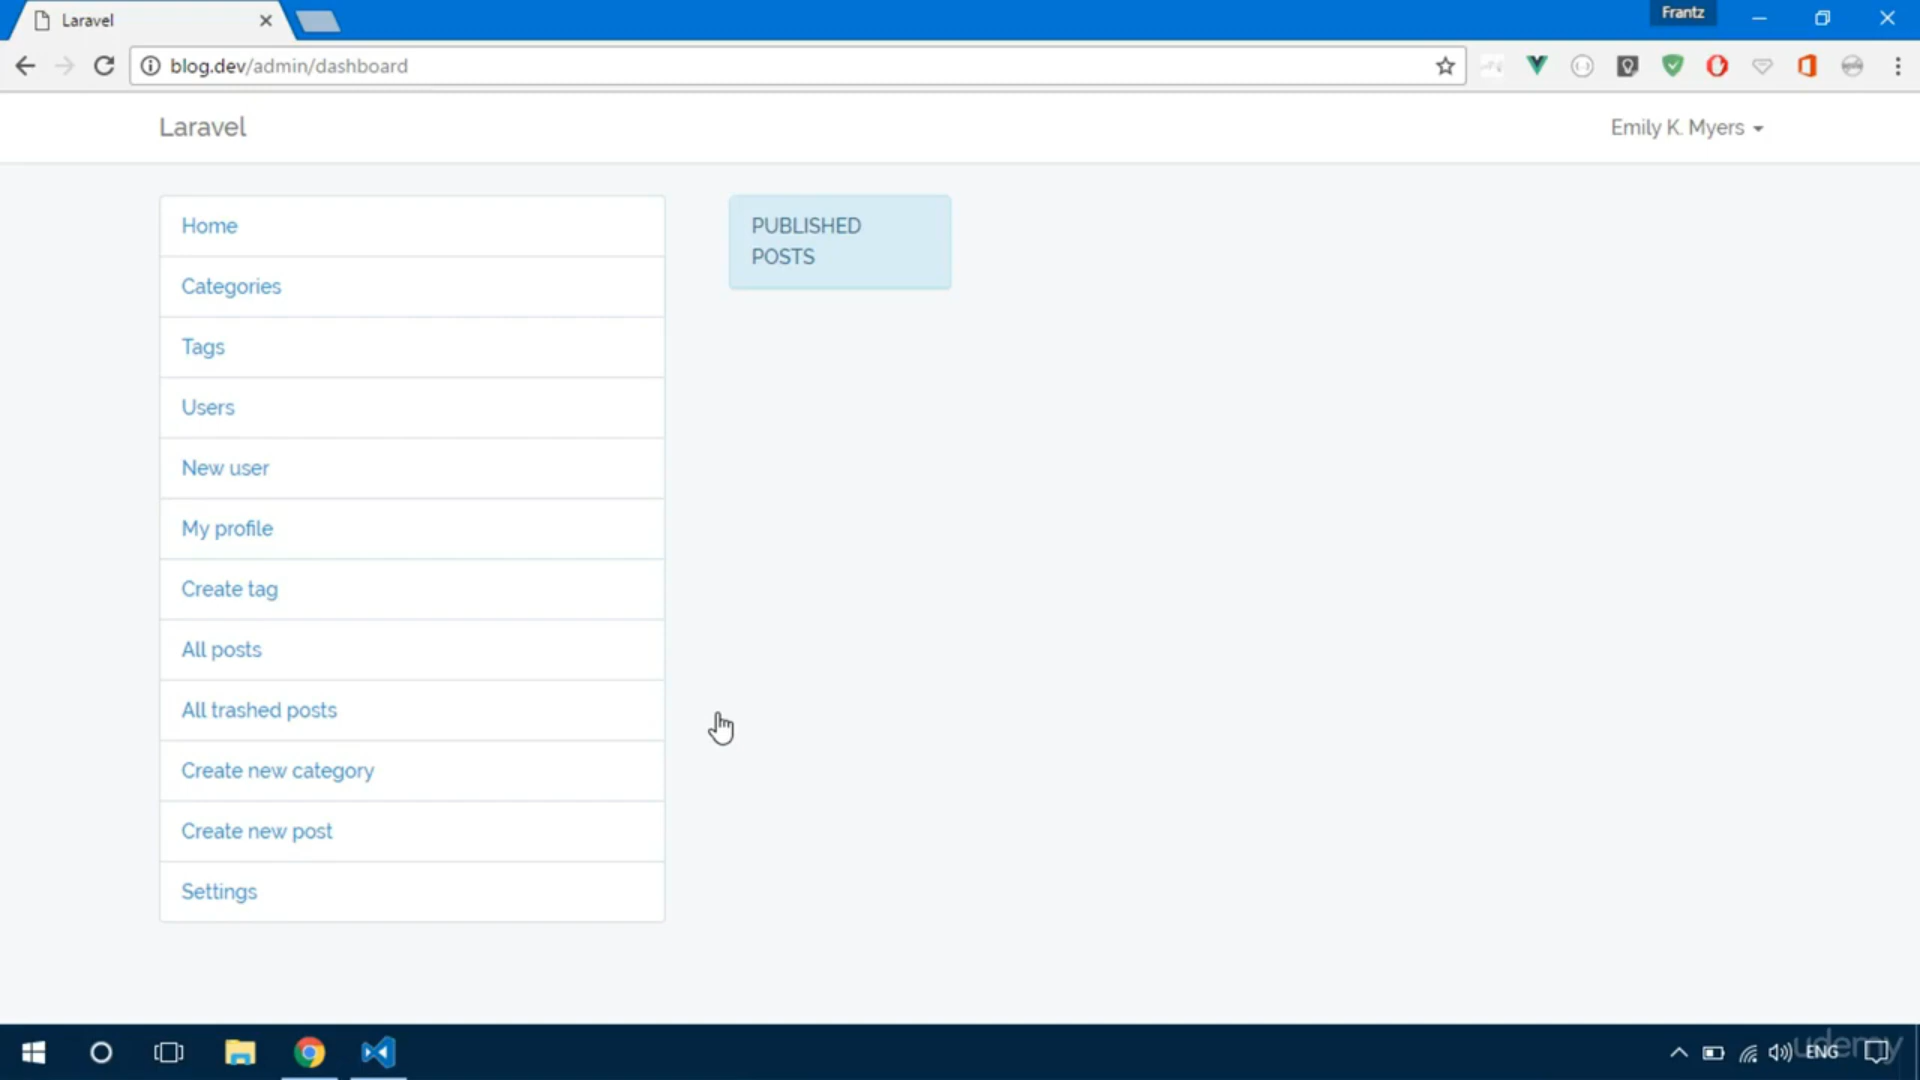 Laravel
Frantz
blog.dev/admin/dashboard
Laravel
Emily K. Myers
Home
Categories
Tags
Users
New user
My profile
Create tag
All posts
All trashed posts
Create new category
Create new post
Settings
PUBLISHED
POSTS
ENG
udemy